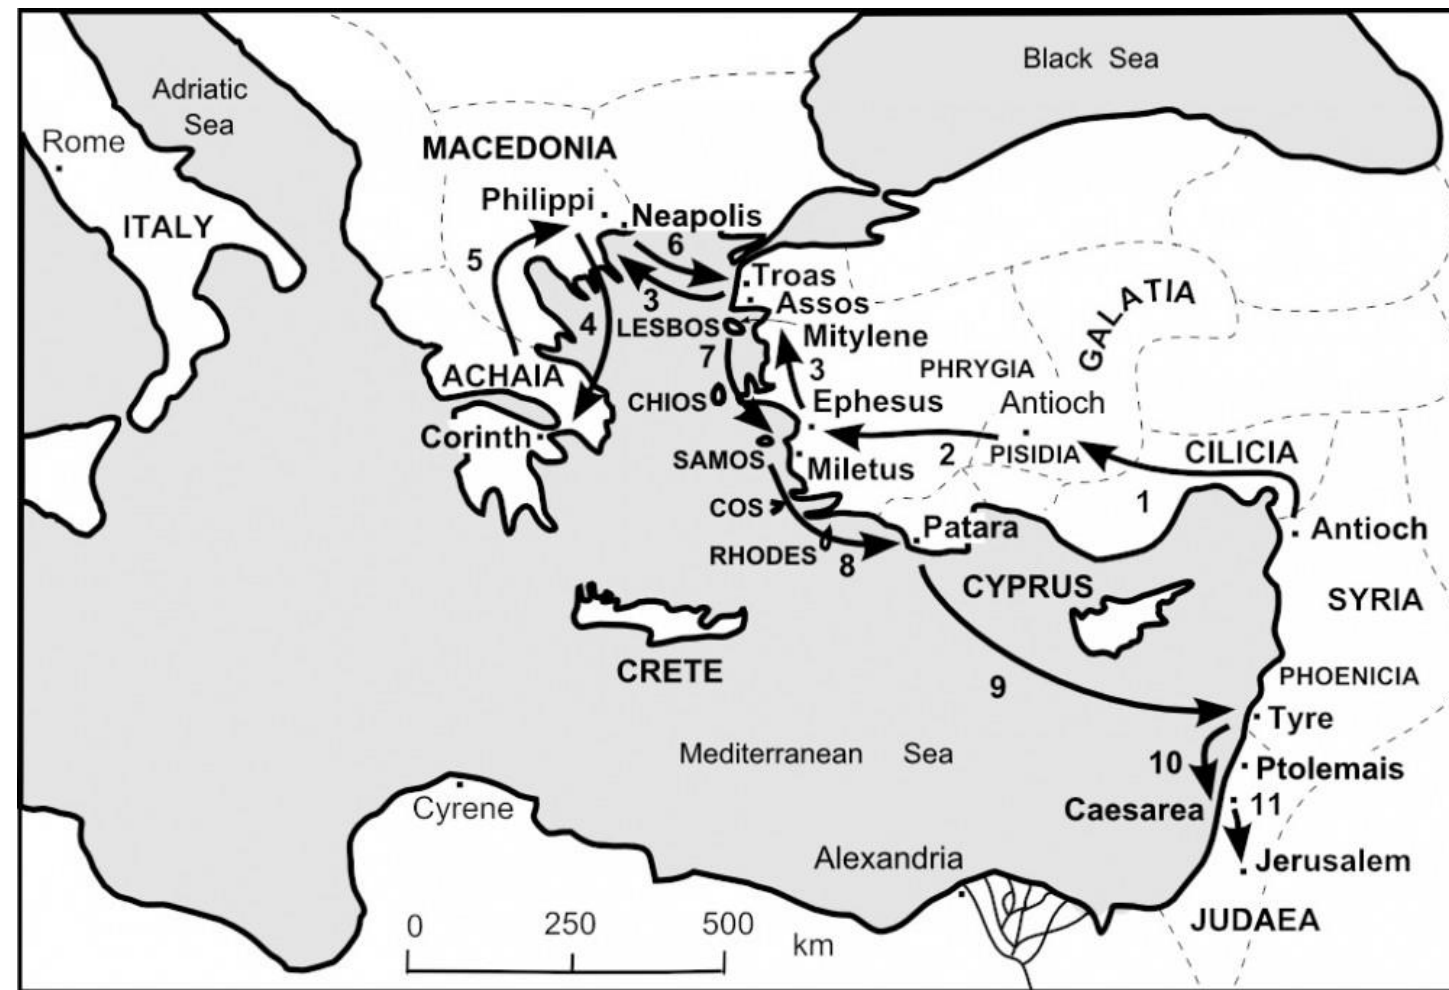 Black Sea
Adriatic
Sea
Rome
MACEDONIA
ITALY
Philippi
Neapolis
6
5
Troas
3
Assos
4
LESBOS
Mitylene
GALATIA
7
3
PHRYGIA
ACHAIA
CHIOS
Ephesus
Antioch
Corinth
SAMOS
Miletus
2
PISIDIA
CILICIA
1
COS
Patara
Antioch
RHODES
8
CYPRUS
SYRIA
CRETE
9
PHOENICIA
Tyre
Mediterranean Sea
10
Ptolemais
Cyrene
Caesarea
11
Alexandria
Jerusalem
0 250 500
km
JUDAEA